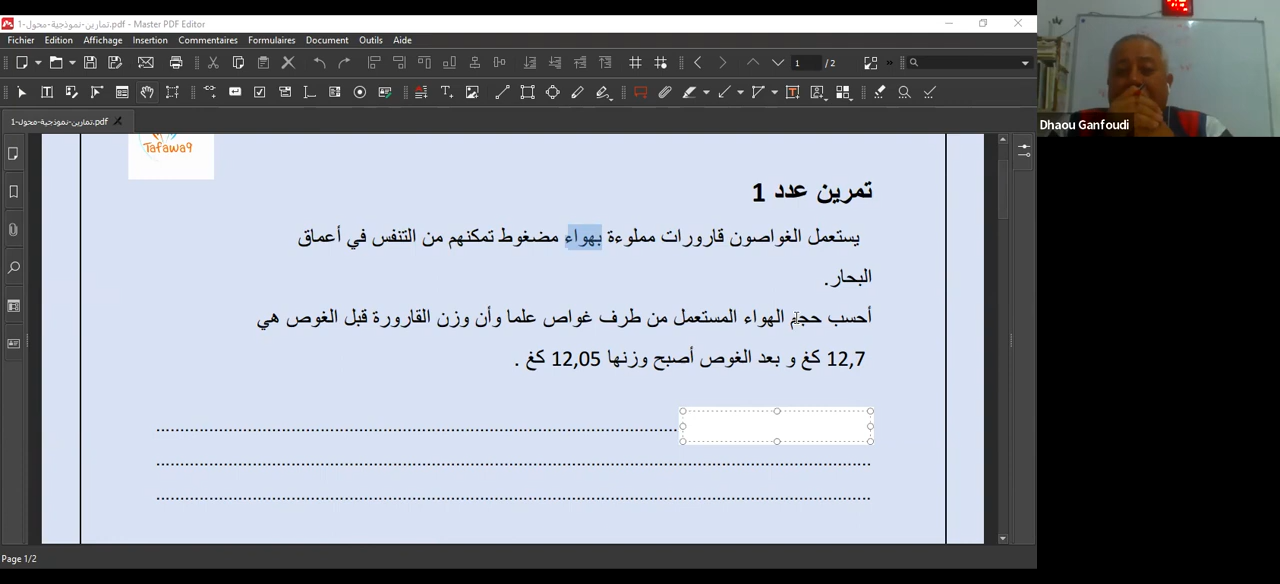 1-تمارين-نموذجية-محول.pdf - Master PDF Editor
Fichier Edition Affichage Insertion Commentaires Formulaires Document Outils Aide
1 / 2
1-تمارين-نموذجية-محول.pdf
Tafawa9
تمرين عدد 1
يستعمل الغواصون قارورات مملوءة بهواء مضغوط تمكنهم من التنفس في أعماق
البحار.
أحسب حجم الهواء المستعمل من طرف غواص علما وأن وزن القارورة قبل الغوص هي
12,7 كغ و بعد الغوص أصبح وزنها 12,05 كغ .
Page 1/2
Dhaou Ganfoudi